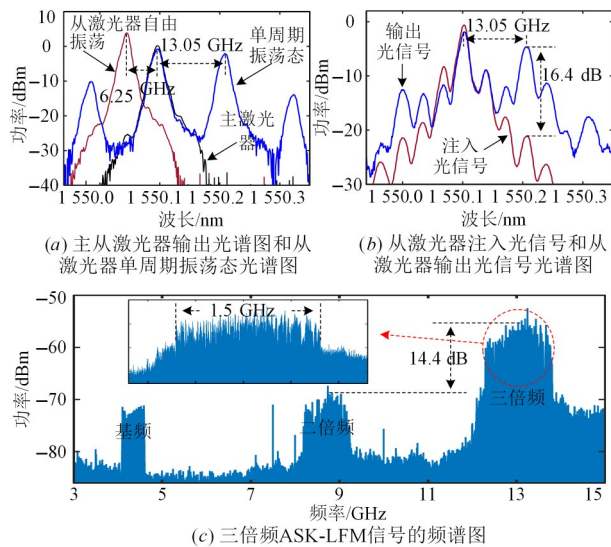 从激光器自由
振荡
13.05 GHz
单周期
振荡态
6.25
GHz
主激光
器
功率/dBm
10
0
−10
−20
−30
−40
1 550.0
1 550.1
1 550.2
1 550.3
波长/nm
(a) 主从激光器输出光谱图和从
激光器单周期振荡态光谱图
输出
光信号
13.05 GHz
16.4 dB
注入
光信号
功率/dBm
0
−10
−20
−30
1 550.0
1 550.1
1 550.2
1 550.3
波长/nm
(b) 从激光器注入光信号和从
激光器输出光信号光谱图
1.5 GHz
14.4 dB
基频
二倍频
三倍频
功率/dBm
−50
−60
−70
−80
3
5
7
9
11
13
15
频率/GHz
(c) 三倍频ASK-LFM信号的频谱图